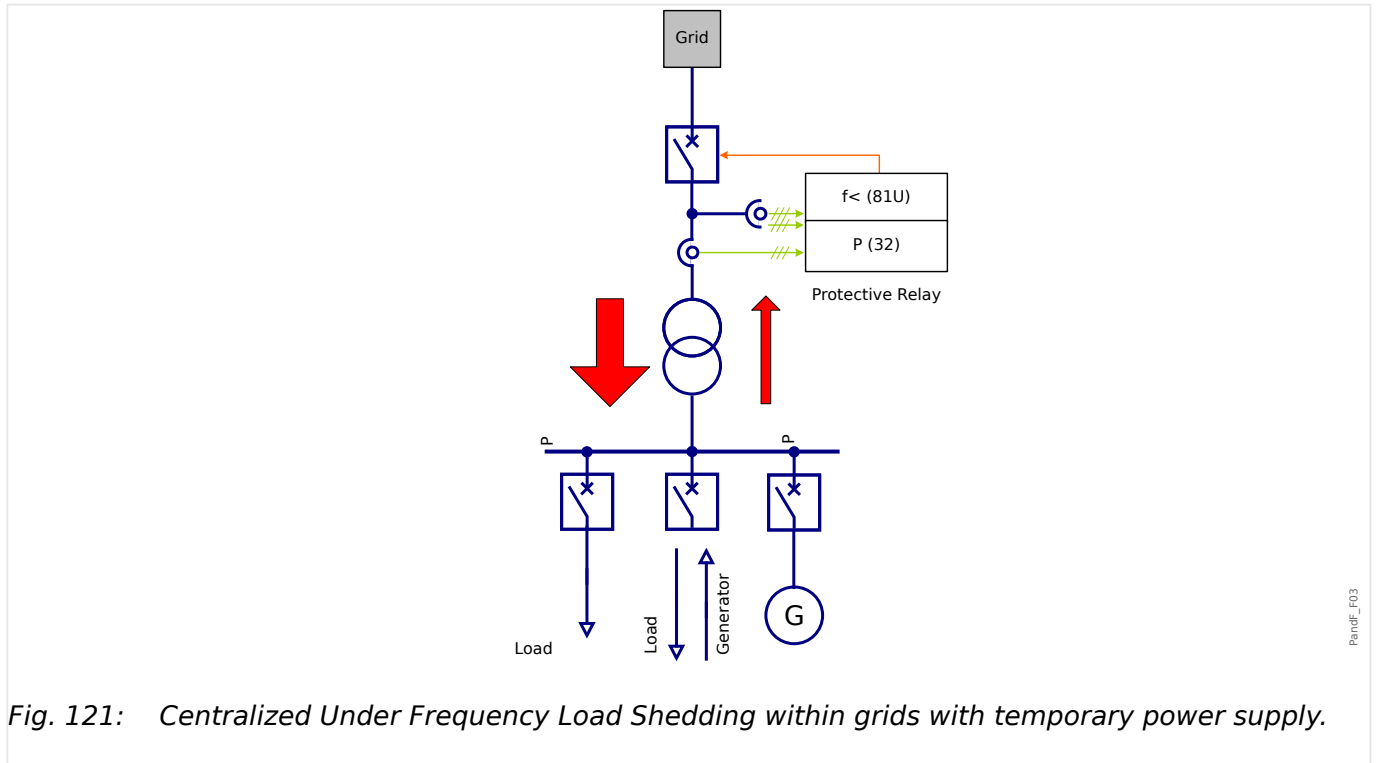 Grid
f< (81U)
P (32)
Protective Relay
P
P
Load
Load
Generator
G
PandF_F03
Fig. 121: Centralized Under Frequency Load Shedding within grids with temporary power supply.